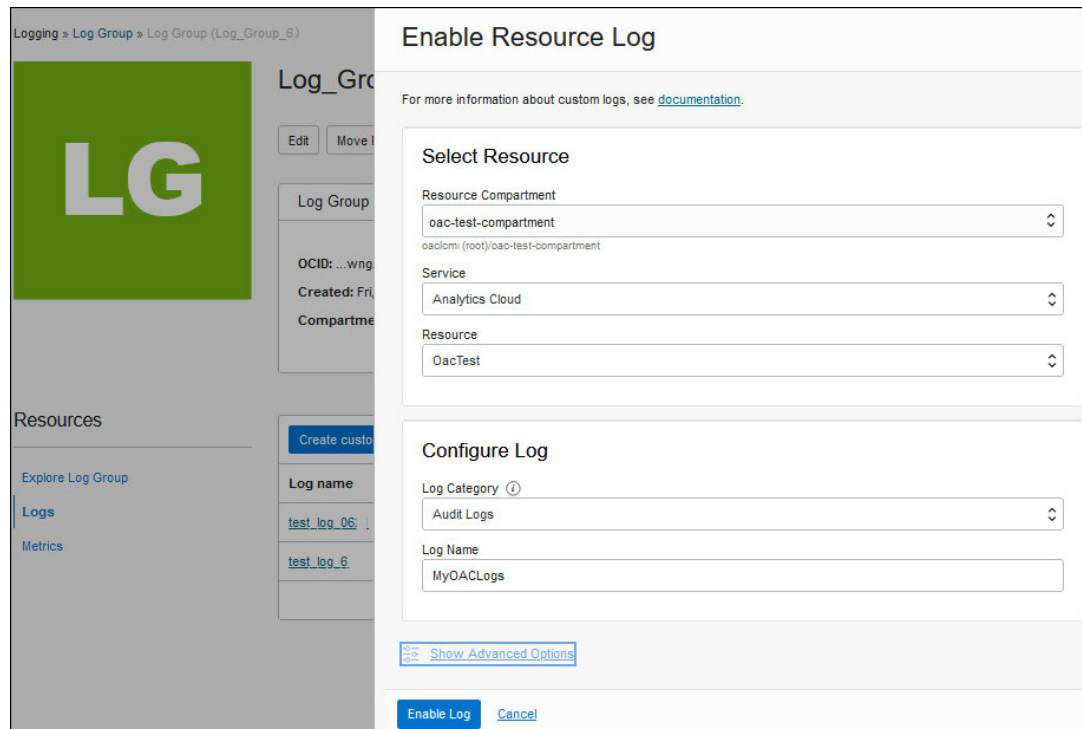 Logging » Log Group » Log Group (Log_Group_6)
LG
Log_Gro
Edit
Move
Log Group
OCID: ...wng
Created: Fri,
Compartme
Resources
Explore Log Group
Logs
Metrics
Create custo
Log name
test_log_06
test_log_6
Enable Resource Log
For more information about custom logs, see documentation.
Select Resource
Resource Compartment
oac-test-compartment
(root)/oac-test-compartment
Service
Analytics Cloud
Resource
OacTest
Configure Log
Log Category
Audit Logs
Log Name
MyOACLogs
Show Advanced Options
Enable Log
Cancel